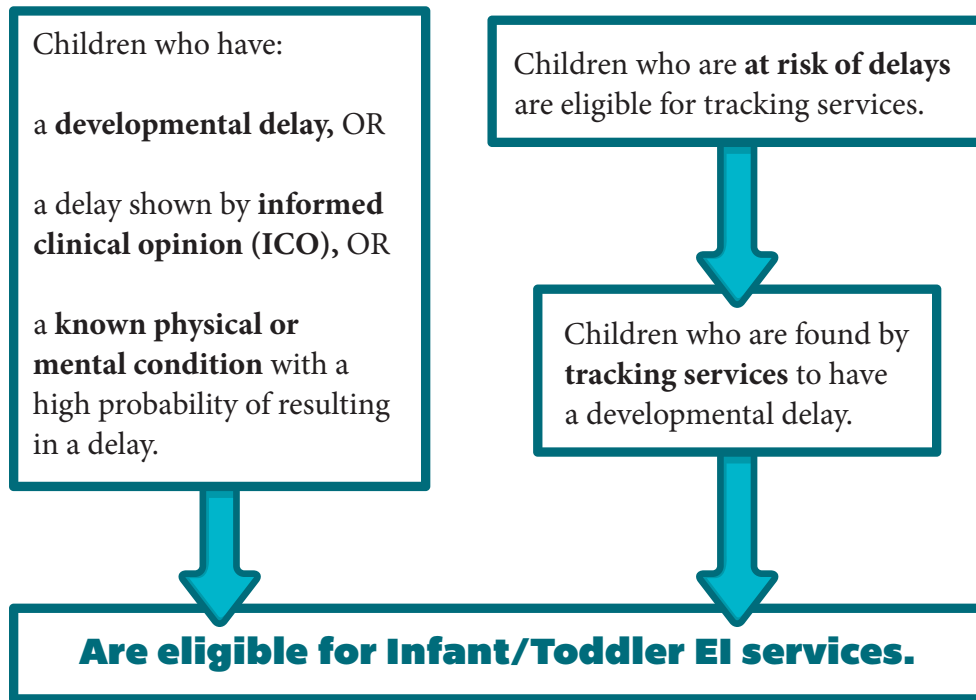 Children who have:
a developmental delay, OR
a delay shown by informed
clinical opinion (ICO), OR
a known physical or
mental condition with a
high probability of resulting
in a delay.
Children who are at risk of delays
are eligible for tracking services.
Children who are found by
tracking services to have
a developmental delay.
Are eligible for Infant/Toddler EI services.